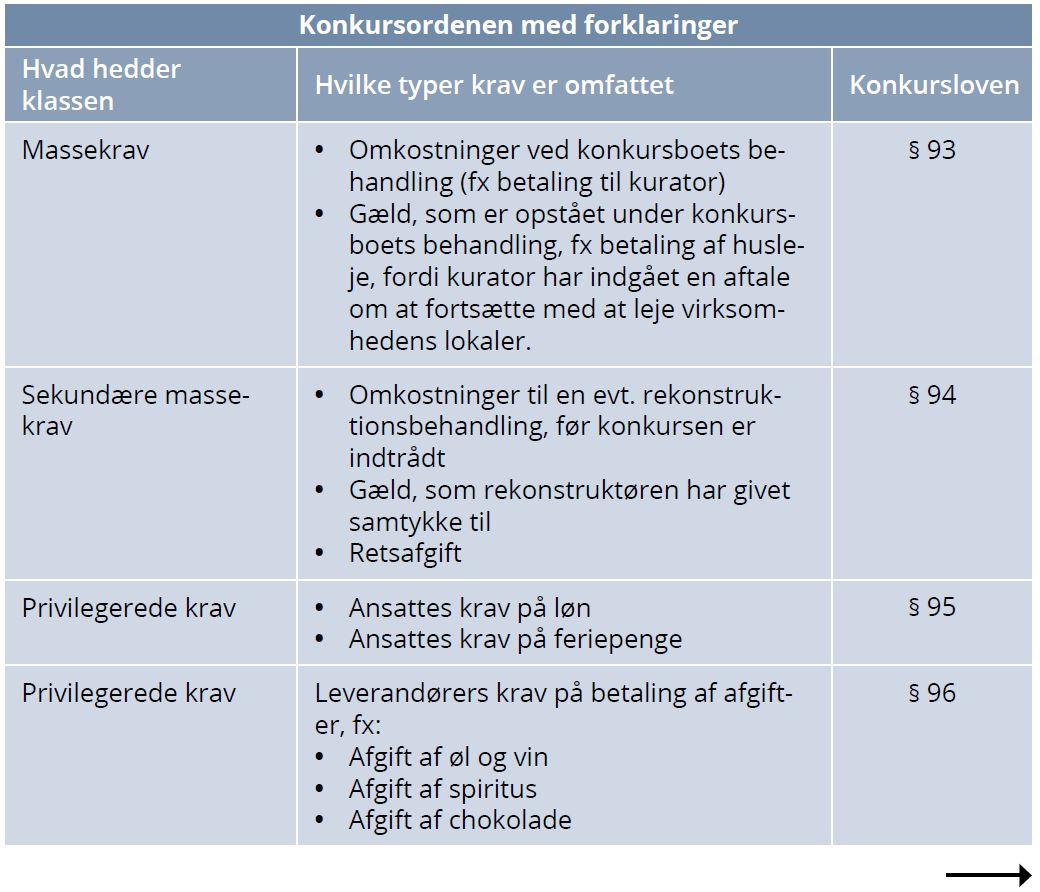 Konkursordenen med forklaringer
Hvad hedder
klassen
Hvilke typer krav er omfattet
Konkursloven
Massekrav
• Omkostninger ved konkursboets be-
handling (fx betaling til kurator)
• Gæld, som er opstået under konkurs-
boets behandling, fx betaling af husle-
je, fordi kurator har indgået en aftale
om at fortsætte med at leje virksom-
hedens lokaler.
§ 93
Sekundære masse-
krav
• Omkostninger til en evt. rekonstruk-
tionsbehandling, før konkursen er
indtrådt
• Gæld, som rekonstruktøren har givet
samtykke til
• Retsafgift
§ 94
Privilegerede krav
• Ansattes krav på løn
• Ansattes krav på feriepenge
§ 95
Privilegerede krav
Leverandørers krav på betaling af afgift-
er, fx:
• Afgift af øl og vin
• Afgift af spiritus
• Afgift af chokolade
§ 96